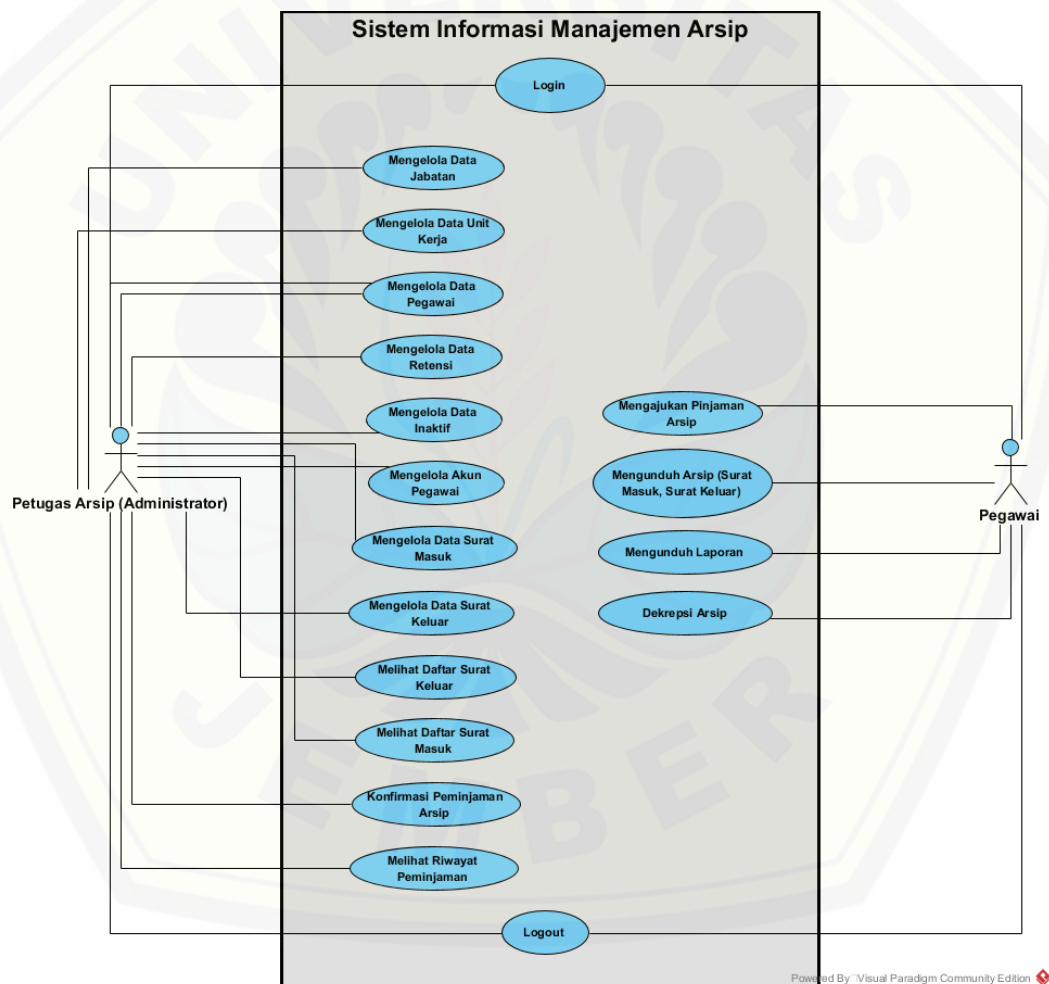 Sistem Informasi Manajemen Arsip
Login
Mengelola Data
Jabatan
Mengelola Data Unit
Kerja
Mengelola Data
Pegawai
Mengelola Data
Retensi
Mengelola Data
Inaktif
Mengelola Akun
Pegawai
Mengelola Data Surat
Masuk
Mengelola Data Surat
Keluar
Melihat Daftar Surat
Keluar
Melihat Daftar Surat
Masuk
Konfirmasi Peminjaman
Arsip
Melihat Riwayat
Peminjaman
Logout
Mengajukan Pinjaman
Arsip
Mengunduh Arsip (Surat
Masuk, Surat Keluar)
Mengunduh Laporan
Dekrepsi Arsip
Petugas Arsip (Administrator)
Pegawai
UNIVERSITAS
JEMBER
Powered By Visual Paradigm Community Edition